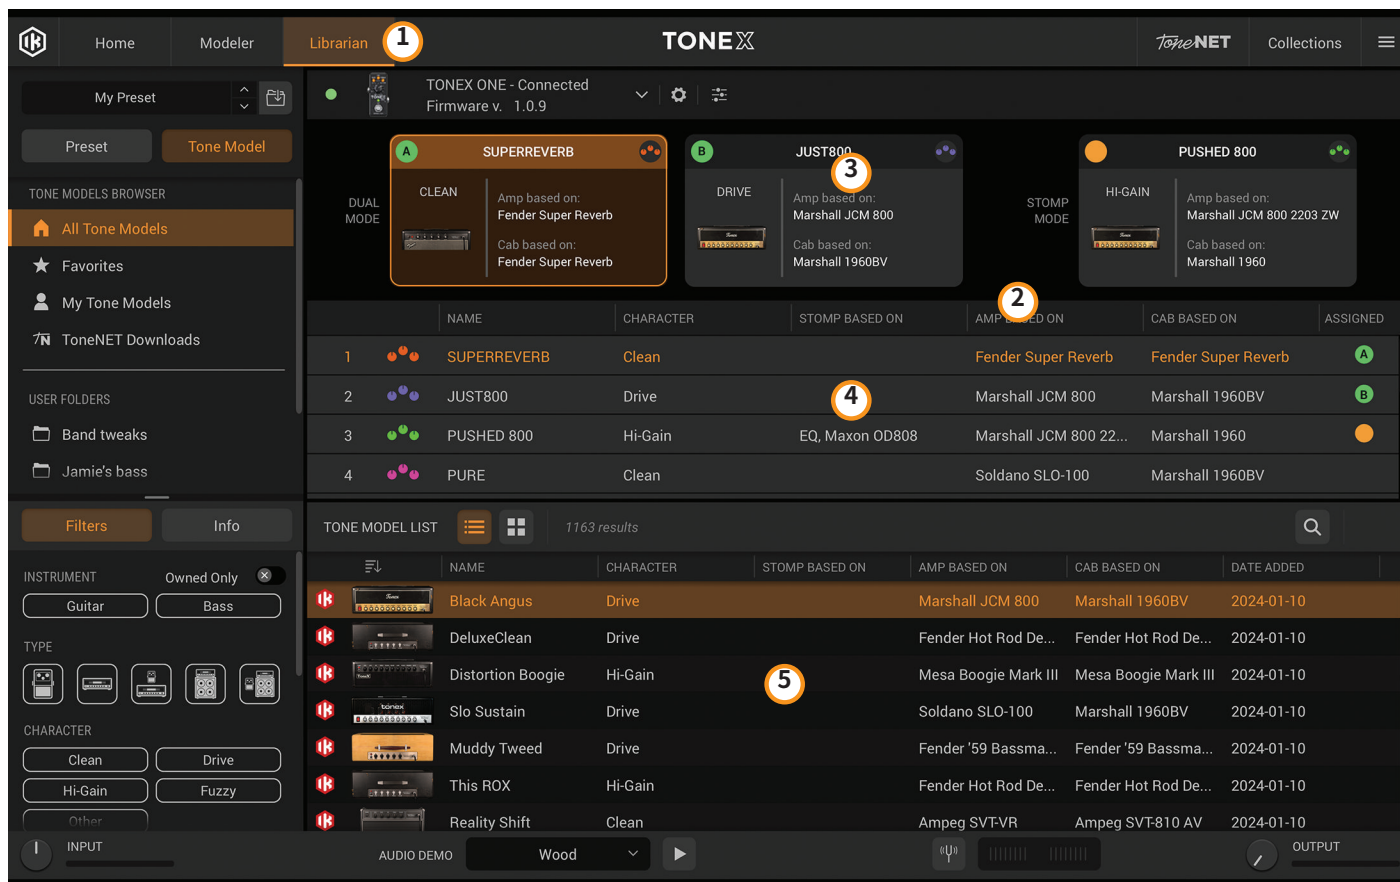 Home Modeler Librarian 1 TONEX ToneNET Collections
My Preset
Preset Tone Model
TONE MODELS BROWSER
All Tone Models
Favorites
My Tone Models
ToneNET Downloads
USER FOLDERS
Band tweaks
Jamie's bass
TONEX ONE - Connected
Firmware v. 1.0.9
DUAL
MODE
A SUPERREVERB
CLEAN
Amp based on:
Fender Super Reverb
Cab based on:
Fender Super Reverb
B JUST800
3
DRIVE
Amp based on:
Marshall JCM 800
Cab based on:
Marshall 1960BV
STOMP
MODE
PUSHED 800
HI-GAIN
Amp based on:
Marshall JCM 800 2203 ZW
Cab based on:
Marshall 1960
2
NAME CHARACTER STOMP BASED ON AMP BASED ON CAB BASED ON ASSIGNED
1 SUPERREVERB Clean Fender Super Reverb Fender Super Reverb A
2 JUST800 Drive 4 Marshall JCM 800 Marshall 1960BV B
3 PUSHED 800 Hi-Gain EQ, Maxon OD808 Marshall JCM 800 22... Marshall 1960
4 PURE Clean Soldano SLO-100 Marshall 1960BV
Filters Info
INSTRUMENT Owned Only
Guitar Bass
TYPE
CHARACTER
Clean Drive
Hi-Gain Fuzzy
Other
TONE MODEL LIST 1163 results
NAME CHARACTER STOMP BASED ON AMP BASED ON CAB BASED ON DATE ADDED
Black Angus Drive Marshall JCM 800 Marshall 1960BV 2024-01-10
DeluxeClean Drive Fender Hot Rod De... Fender Hot Rod De... 2024-01-10
Distortion Boogie Hi-Gain 5 Mesa Boogie Mark III Mesa Boogie Mark III 2024-01-10
Slo Sustain Drive Soldano SLO-100 Marshall 1960BV 2024-01-10
Muddy Tweed Drive Fender '59 Bassma... Fender '59 Bassma... 2024-01-10
This ROX Hi-Gain Fender Hot Rod De... Fender Hot Rod De... 2024-01-10
Reality Shift Clean Ampeg SVT-VR Ampeg SVT-810 AV 2024-01-10
INPUT AUDIO DEMO Wood OUTPUT